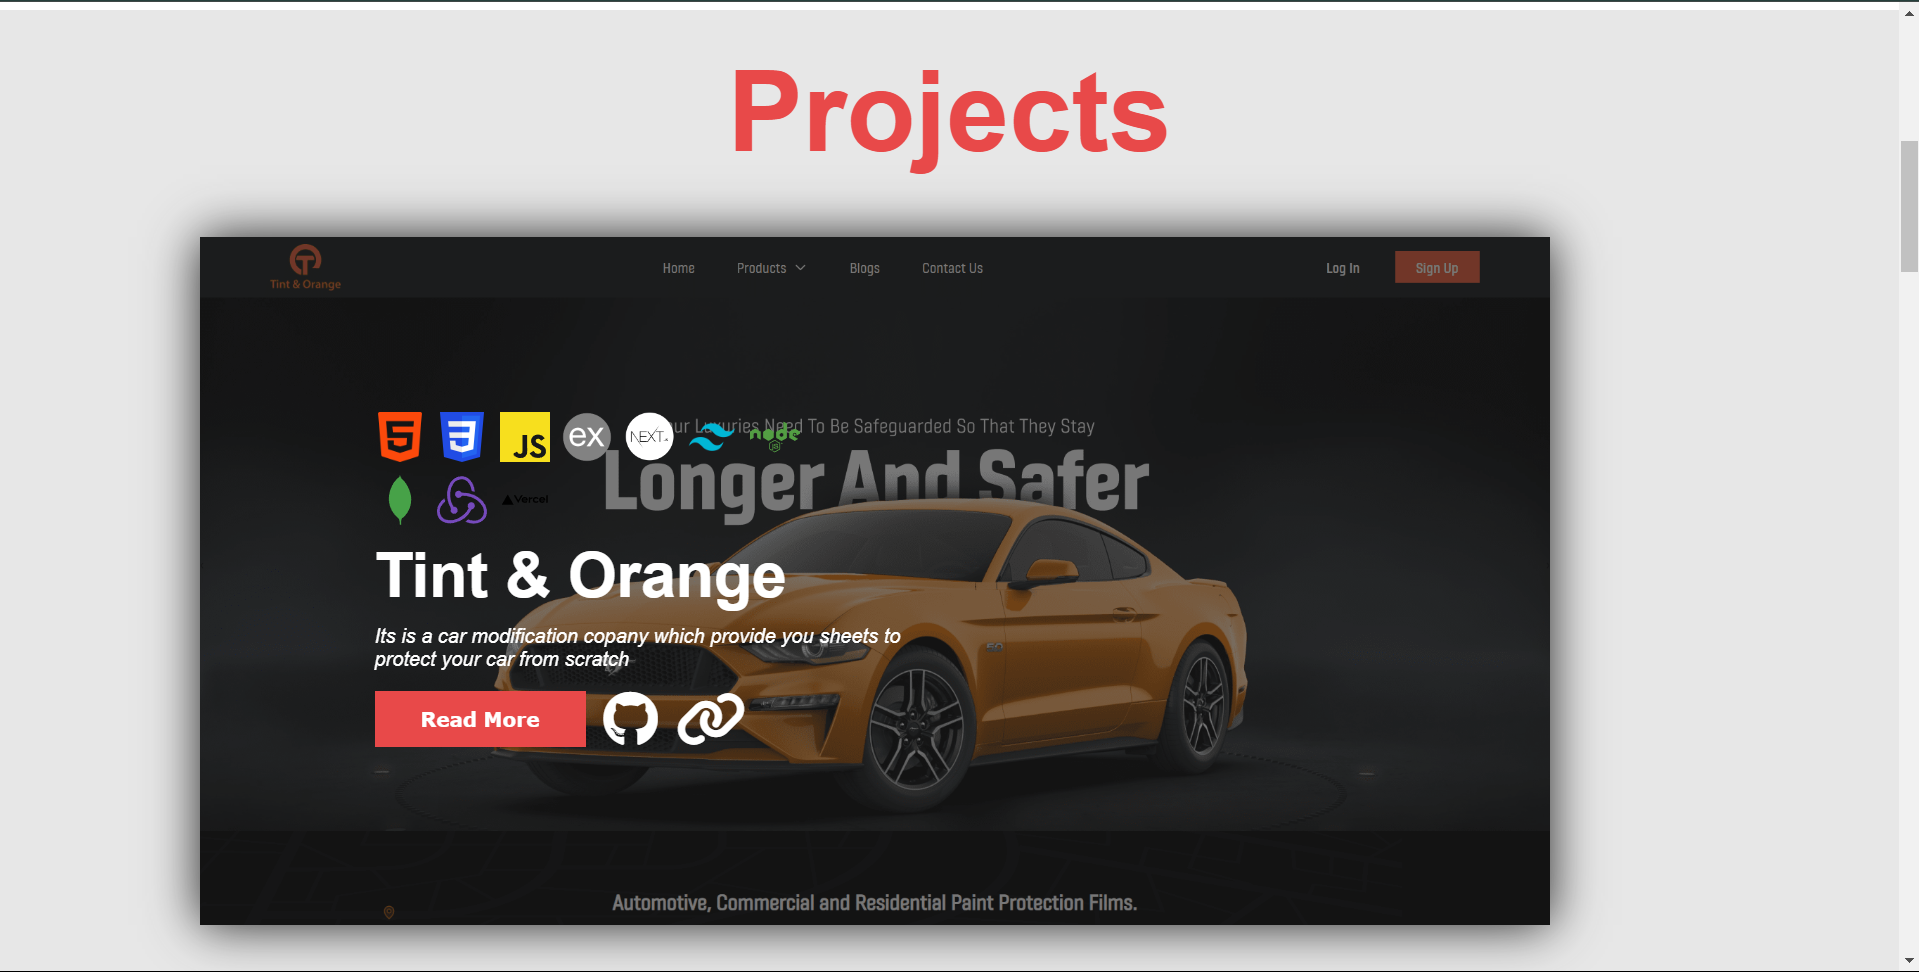 Projects
Tint & Orange
Home Products Blogs Contact Us Log In Sign Up
JS ex NEXT. node
JS
ur Luxuries Need To Be Safeguarded So That They Stay
Longer And Safer
Vercel
Tint & Orange
Its is a car modification copany which provide you sheets to
protect your car from scratch
Read More
Automotive, Commercial and Residential Paint Protection Films.